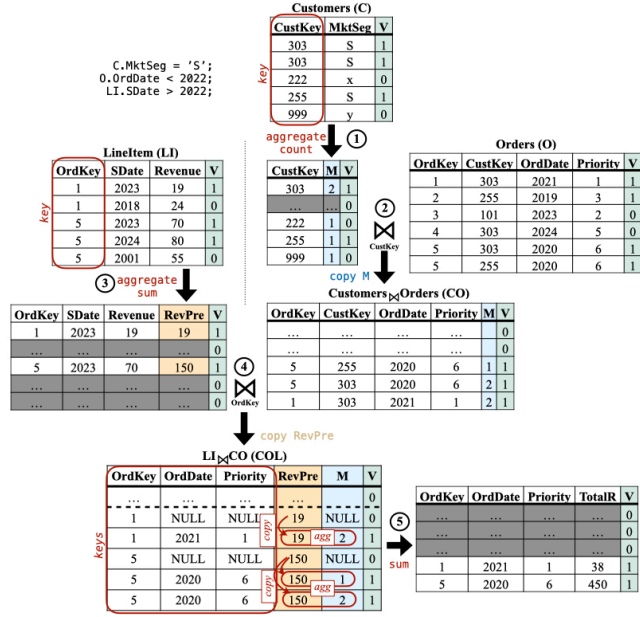 Customers (C)
CustKey MktSeg V
303 S 1
303 S 1
222 x 0
255 S 1
999 y 0
key
C.MktSeg = 'S';
O.OrdDate < 2022;
LI.SDate > 2022;
aggregate count
1
LineItem (LI)
OrdKey SDate Revenue V
1 2023 19 1
1 2018 24 0
5 2023 70 1
5 2024 80 1
5 2001 55 0
key
CustKey M V
303 2 1
... ... 0
222 1 0
255 1 1
999 1 0
2
⋈
CustKey
copy M
Orders (O)
OrdKey CustKey OrdDate Priority V
1 303 2021 1 1
2 255 2019 3 1
3 101 2023 2 0
4 303 2024 5 0
5 303 2020 6 1
5 255 2020 6 1
3 aggregate
sum
OrdKey SDate Revenue RevPre V
1 2023 19 19 1
... ... ... ... 0
5 2023 70 150 1
... ... ... ... 0
... ... ... ... 0
4
⋈
OrdKey
copy RevPre
Customers⋈Orders (CO)
OrdKey CustKey OrdDate Priority M V
... ... ... ... 0
... ... ... ... 0
5 255 2020 6 1 1
5 303 2020 6 2 1
1 303 2021 1 2 1
LI⋈CO (COL)
OrdKey OrdDate Priority RevPre M V
... ... ... ... ... 0
1 NULL NULL 19 NULL 0
1 2021 1 19 agg 2 1
5 NULL NULL 150 NULL 0
5 2020 6 150 agg 1 1
5 2020 6 150 2 1
keys
copy
copy
5
sum
OrdKey OrdDate Priority TotalR V
... ... ... ... 0
... ... ... ... 0
... ... ... ... 0
1 2021 1 38 1
5 2020 6 450 1